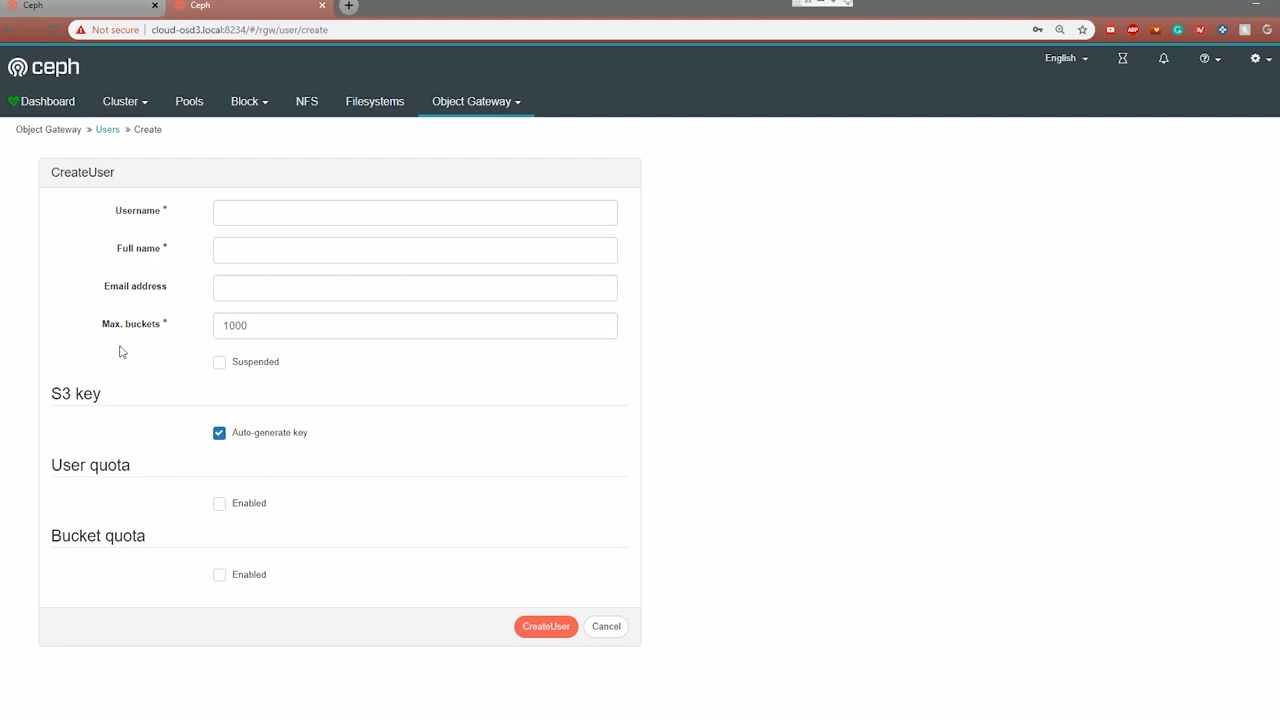 Ceph
Ceph
Not secure
cloud-osd3.local:8234/#/rgw/user/create
ABP
ceph
English
Dashboard
Cluster
Pools
Block
NFS
Filesystems
Object Gateway
Object Gateway » Users » Create
CreateUser
Username *
Full name *
Email address
Max. buckets *
1000
Suspended
S3 key
Auto-generate key
User quota
Enabled
Bucket quota
Enabled
CreateUser
Cancel